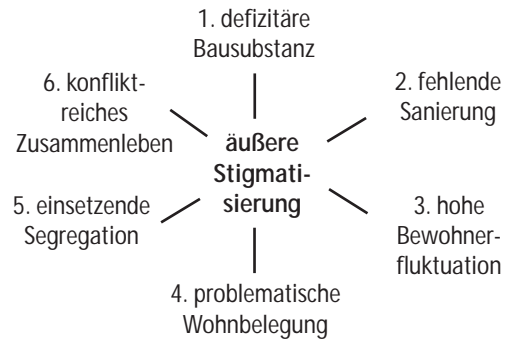 1. defizitäre
Bausubstanz
2. fehlende
Sanierung
3. hohe
Bewohner-
fluktuation
4. problematische
Wohnbelegung
5. einsetzende
Segregation
6. konflikt-
reiches
Zusammenleben
äußere
Stigmati-
sierung